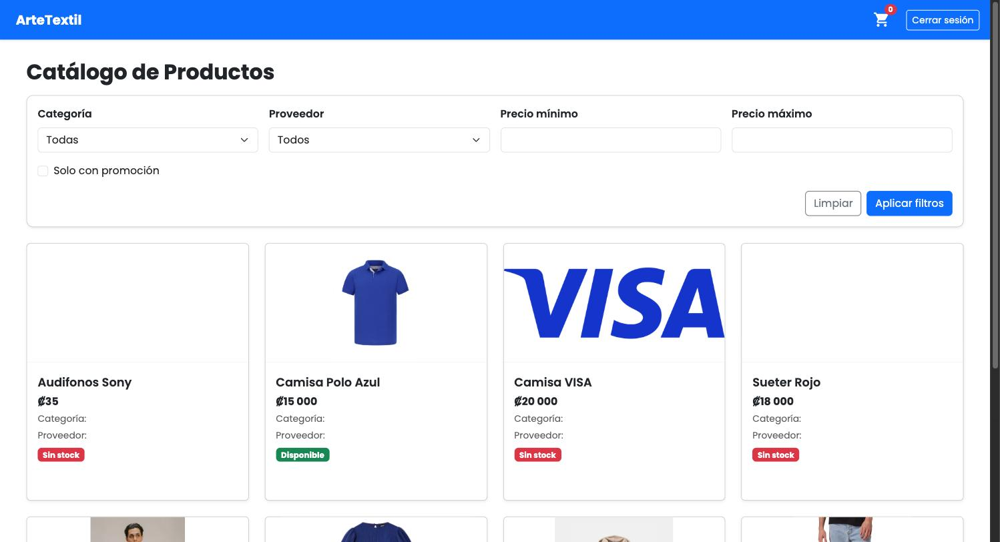 ArteTextil
0
Cerrar sesión
Catálogo de Productos
Categoría
Proveedor
Precio mínimo
Precio máximo
Todas
Todos
Solo con promoción
Limpiar
Aplicar filtros
VISA
Audifonos Sony
₡35
Categoría:
Proveedor:
Sin stock
Camisa Polo Azul
₡15 000
Categoría:
Proveedor:
Disponible
Camisa VISA
₡20 000
Categoría:
Proveedor:
Sin stock
Sueter Rojo
₡18 000
Categoría:
Proveedor:
Sin stock